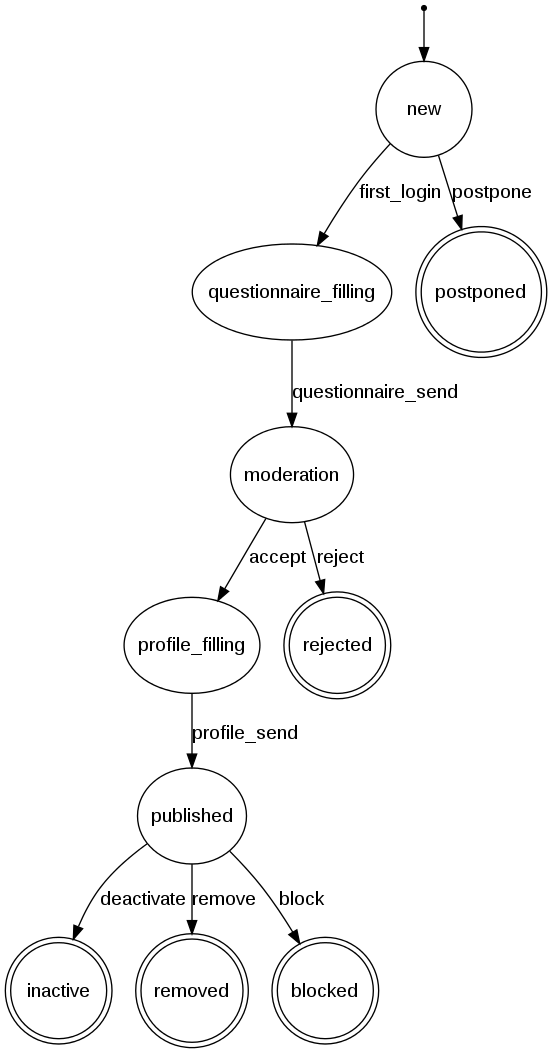 new
first_login
postpone
questionnaire_filling
postponed
questionnaire_send
moderation
accept
reject
profile_filling
rejected
profile_send
published
deactivate
remove
block
inactive
removed
blocked